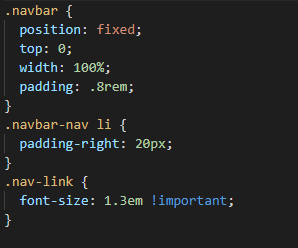 .navbar {
  position: fixed;
  top: 0;
  width: 100%;
  padding: .8rem;
}
.navbar-nav li {
  padding-right: 20px;
}
.nav-link {
  font-size: 1.3em !important;
}